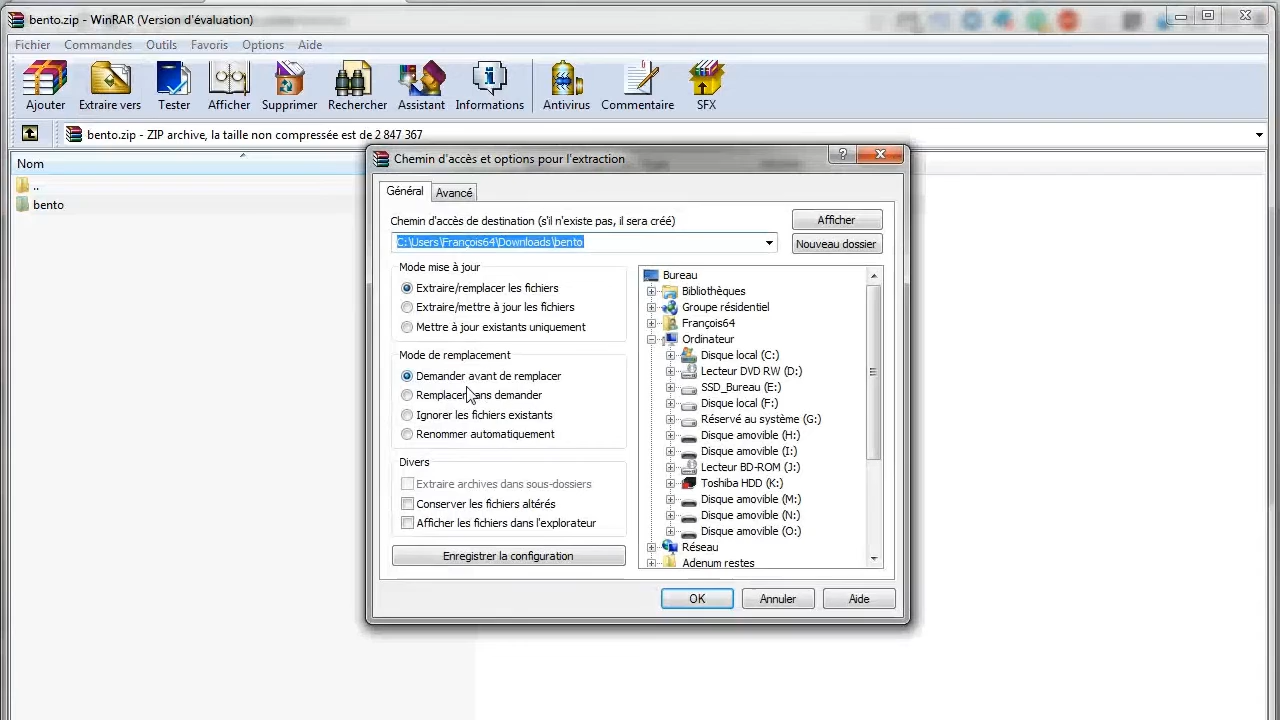 bento.zip - WinRAR (Version d'évaluation)
Fichier Commandes Outils Favoris Options Aide
Ajouter Extraire vers Tester Afficher Supprimer Rechercher Assistant Informations Antivirus Commentaire SFX
bento.zip - ZIP archive, la taille non compressée est de 2 847 367
Nom
..
bento
Chemin d'accès et options pour l'extraction
Général Avancé
Chemin d'accès de destination (s'il n'existe pas, il sera créé)
C:\Users\François64\Downloads\bento
Afficher
Nouveau dossier
Mode mise à jour
Extraire/remplacer les fichiers
Extraire/mettre à jour les fichiers
Mettre à jour existants uniquement
Mode de remplacement
Demander avant de remplacer
Remplacer sans demander
Ignorer les fichiers existants
Renommer automatiquement
Divers
Extraire archives dans sous-dossiers
Conserver les fichiers altérés
Afficher les fichiers dans l'explorateur
Enregistrer la configuration
Bureau
Bibliothèques
Groupe résidentiel
François64
Ordinateur
Disque local (C:)
Lecteur DVD RW (D:)
SSD_Bureau (E:)
Disque local (F:)
Réservé au système (G:)
Disque amovible (H:)
Disque amovible (I:)
Lecteur BD-ROM (J:)
Toshiba HDD (K:)
Disque amovible (M:)
Disque amovible (N:)
Disque amovible (O:)
Réseau
Adenum restes
OK Annuler Aide